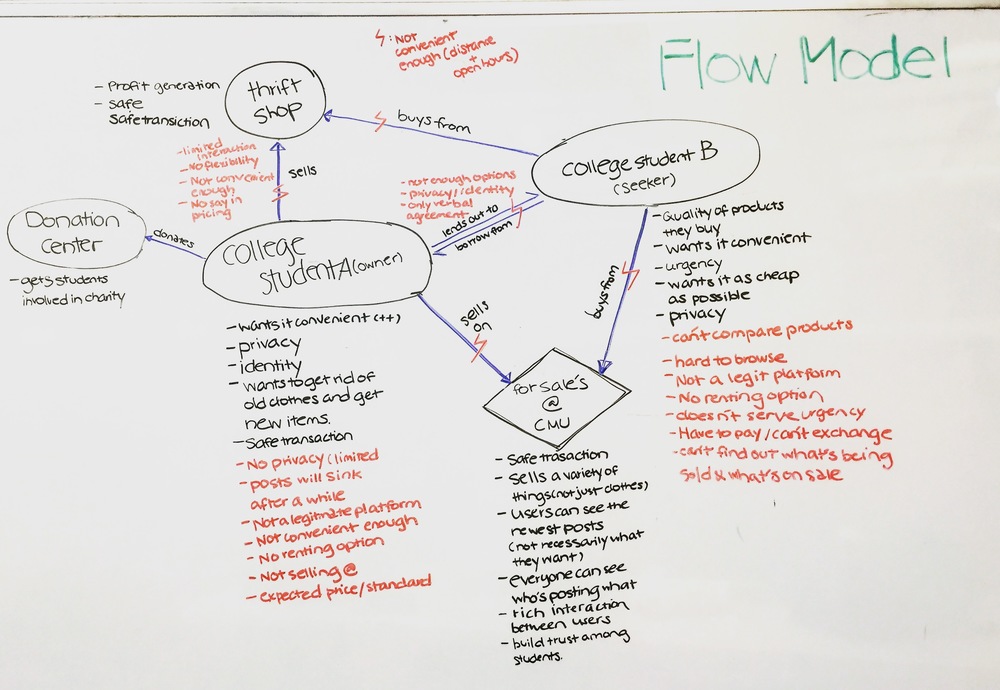 Flow Model
: Not
convenient
enough (distance
+
open hours)
thrift
shop
- Profit generation
- safe
Safe transiction
buys from
- limited
interaction
- No flexibility
- Not convenient
enough
- No say in
pricing
sells
college student B
(seeker)
- not enough options
- privacy/identity
- only verbal
agreement
lends out to
borrow from
Donation
Center
donates
- gets students
involved in charity
college
student A (owner)
- wants it convenient (++)
- privacy
- identity
- wants to get rid of
old clothes and get
new items.
- Safe transaction
- No privacy (limited
- posts will sink
after a while
- Not a legitimate platform
- Not convenient enough
- No renting option
- Not selling @
- expected price/standard
sells
on
buys from
- Quality of products
they buy
- wants it convenient
- urgency
- wants it as cheap
as possible
- privacy
- can't compare products
- hard to browse
- Not a legit platform
- No renting option
- doesn't serve urgency
- Have to pay/can't exchange
- can't find out what's being
sold & what's on sale
for sale's
@
CMU
- Safe trasaction
- sells a variety of
things (not just clothes)
- Users can see the
newest posts
(not necessarily what
they want)
- everyone can see
who's posting what
- rich interaction
between users
- build trust among
students.